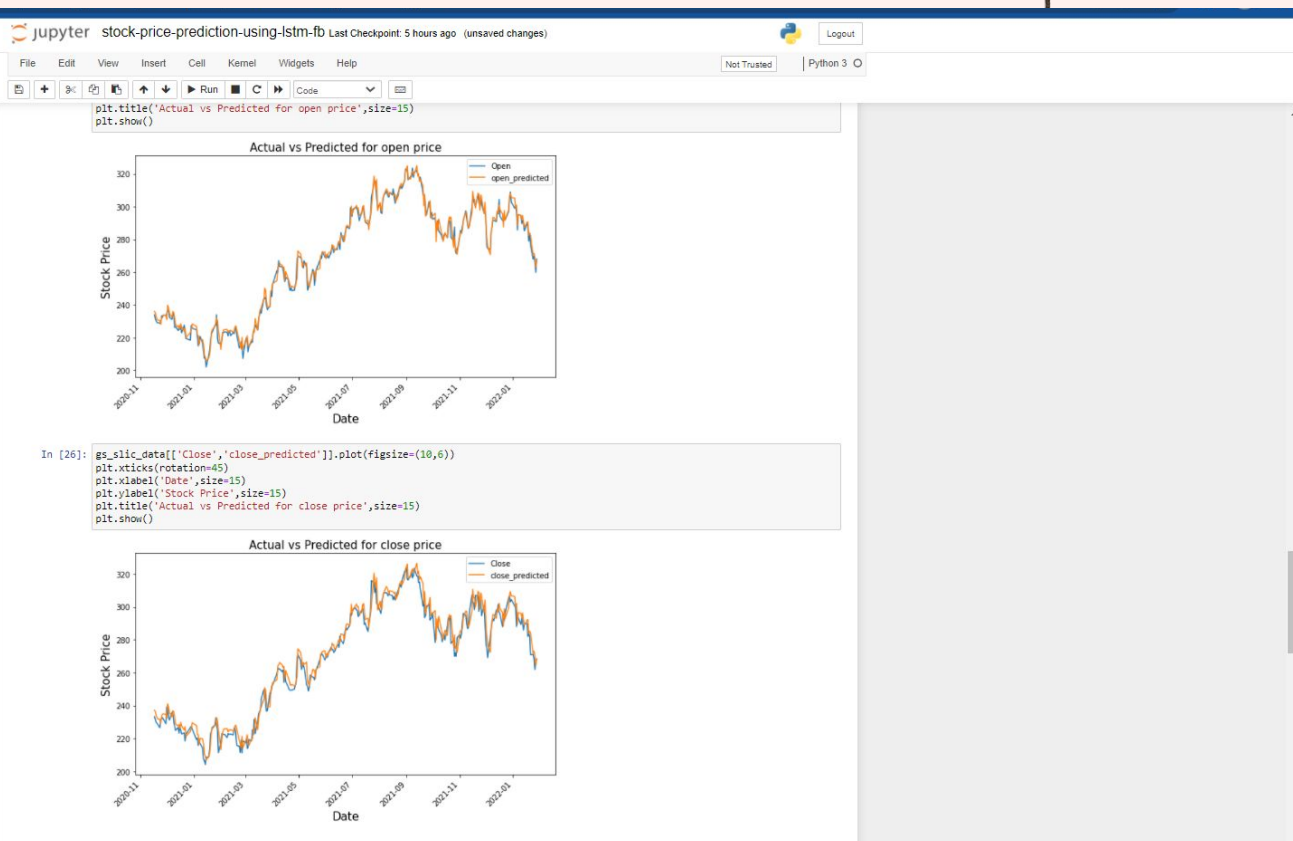 jupyter stock-price-prediction-using-lstm-fb Last Checkpoint: 5 hours ago (unsaved changes)
Logout
File Edit View Insert Cell Kernel Widgets Help
Not Trusted
Python 3
Run
Code
plt.title('Actual vs Predicted for open price',size=15)
plt.show()
Actual vs Predicted for open price
Open
open_predicted
320
300
280
260
240
220
200
Stock Price
2020-11 2021-01 2021-03 2021-05 2021-07 2021-09 2021-11 2022-01
Date
In [26]: gs_slic_data[['Close','close_predicted']].plot(figsize=(10,6))
plt.xticks(rotation=45)
plt.xlabel('Date',size=15)
plt.ylabel('Stock Price',size=15)
plt.title('Actual vs Predicted for close price',size=15)
plt.show()
Actual vs Predicted for close price
Close
close_predicted
320
300
280
260
240
220
200
Stock Price
2020-11 2021-01 2021-03 2021-05 2021-07 2021-09 2021-11 2022-01
Date